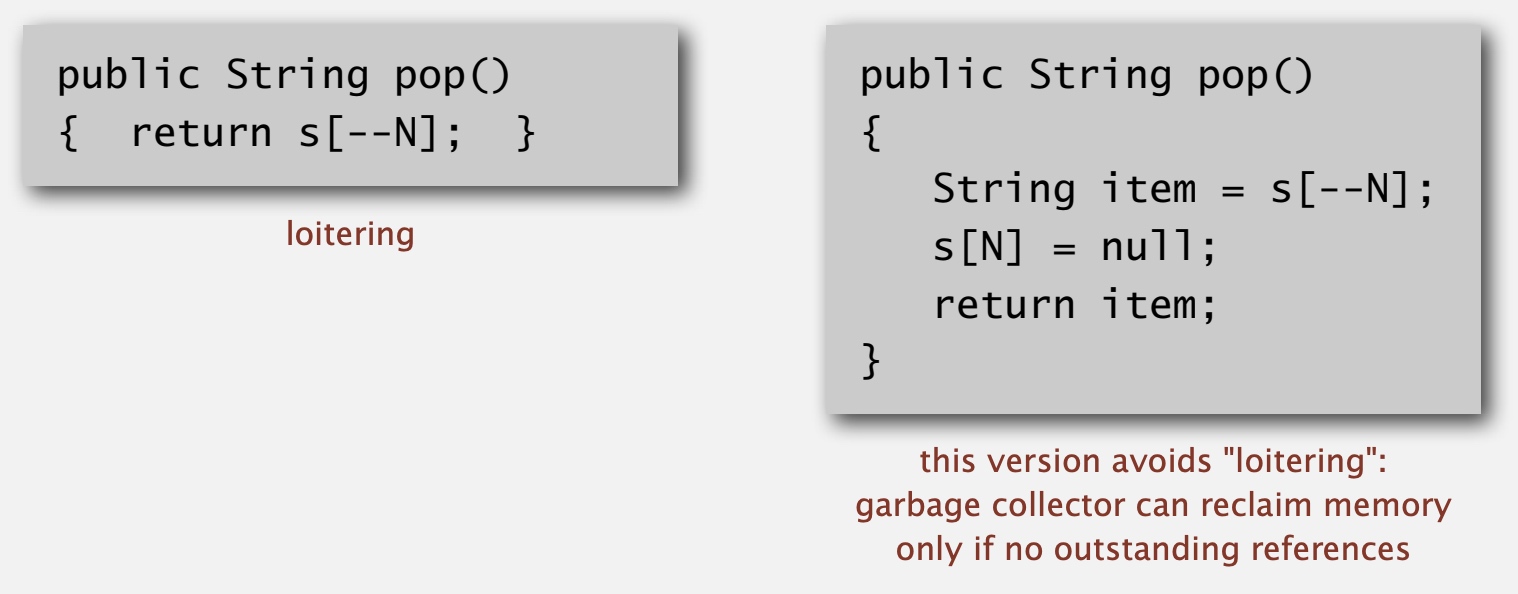 public String pop()
{  return s[--N];  }
loitering
public String pop()
{
   String item = s[--N];
   s[N] = null;
   return item;
}
this version avoids "loitering":
garbage collector can reclaim memory
only if no outstanding references